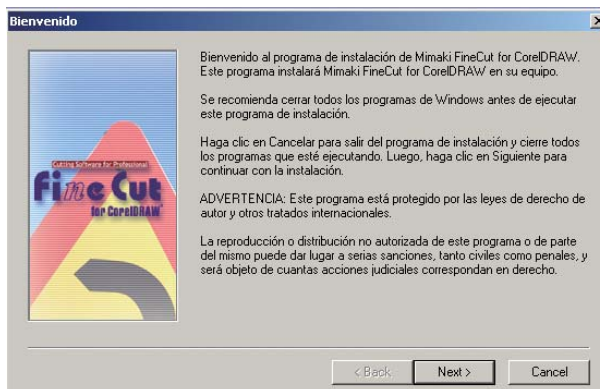 Bienvenido
Bienvenido al programa de instalación de Mimaki FineCut for CorelDRAW.
Este programa instalará Mimaki FineCut for CorelDRAW en su equipo.
Se recomienda cerrar todos los programas de Windows antes de ejecutar
este programa de instalación.
Haga clic en Cancelar para salir del programa de instalación y cierre todos
los programas que esté ejecutando. Luego, haga clic en Siguiente para
continuar con la instalación.
ADVERTENCIA: Este programa está protegido por las leyes de derecho de
autor y otros tratados internacionales.
La reproducción o distribución no autorizada de este programa o de parte
del mismo puede dar lugar a serias sanciones, tanto civiles como penales, y
será objeto de cuantas acciones judiciales correspondan en derecho.
Cutting Software for Professional
Fine Cut
for CorelDRAW
< Back
Next >
Cancel